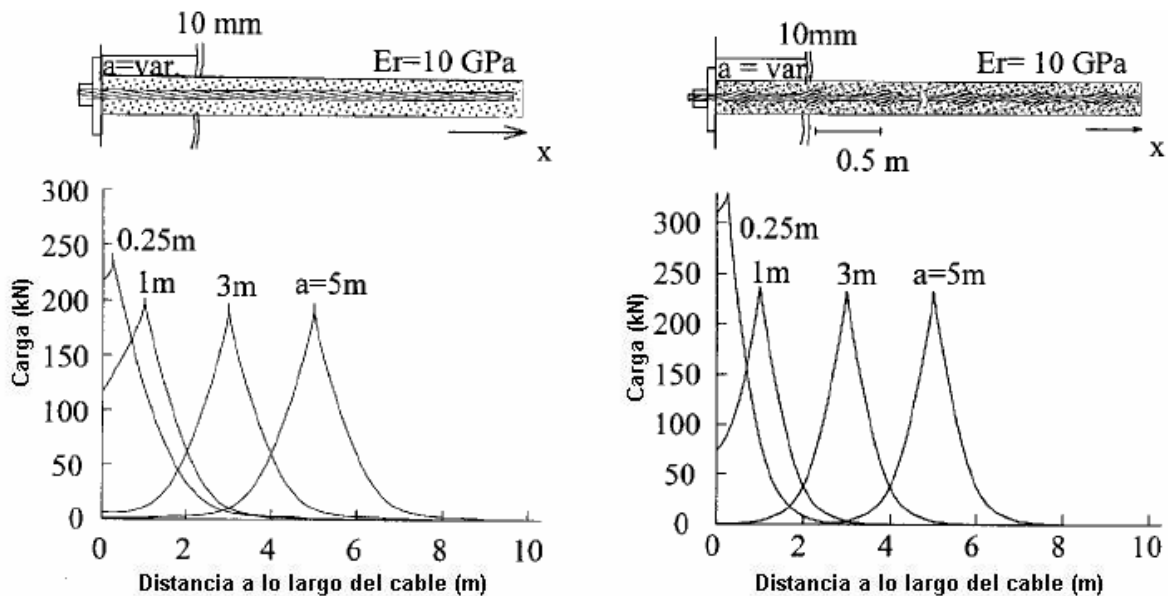 10 mm
a=var.
Er=10 GPa
x
300
250
200
150
100
50
0
0.25m
1m
3m
a=5m
Carga (kN)
0 2 4 6 8 10
Distancia a lo largo del cable (m)
10mm
a = var
Er= 10 GPa
x
0.5 m
300
250
200
150
100
50
0
0.25m
1m
3m
a=5m
Carga (kN)
0 2 4 6 8 10
Distancia a lo largo del cable (m)